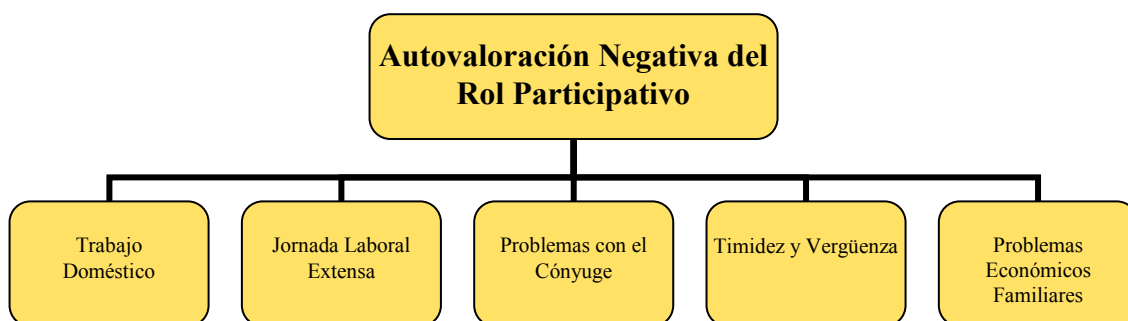 Autovaloración Negativa del
Rol Participativo
Trabajo
Doméstico
Jornada Laboral
Extensa
Problemas con el
Cónyuge
Timidez y Vergüenza
Problemas
Económicos
Familiares